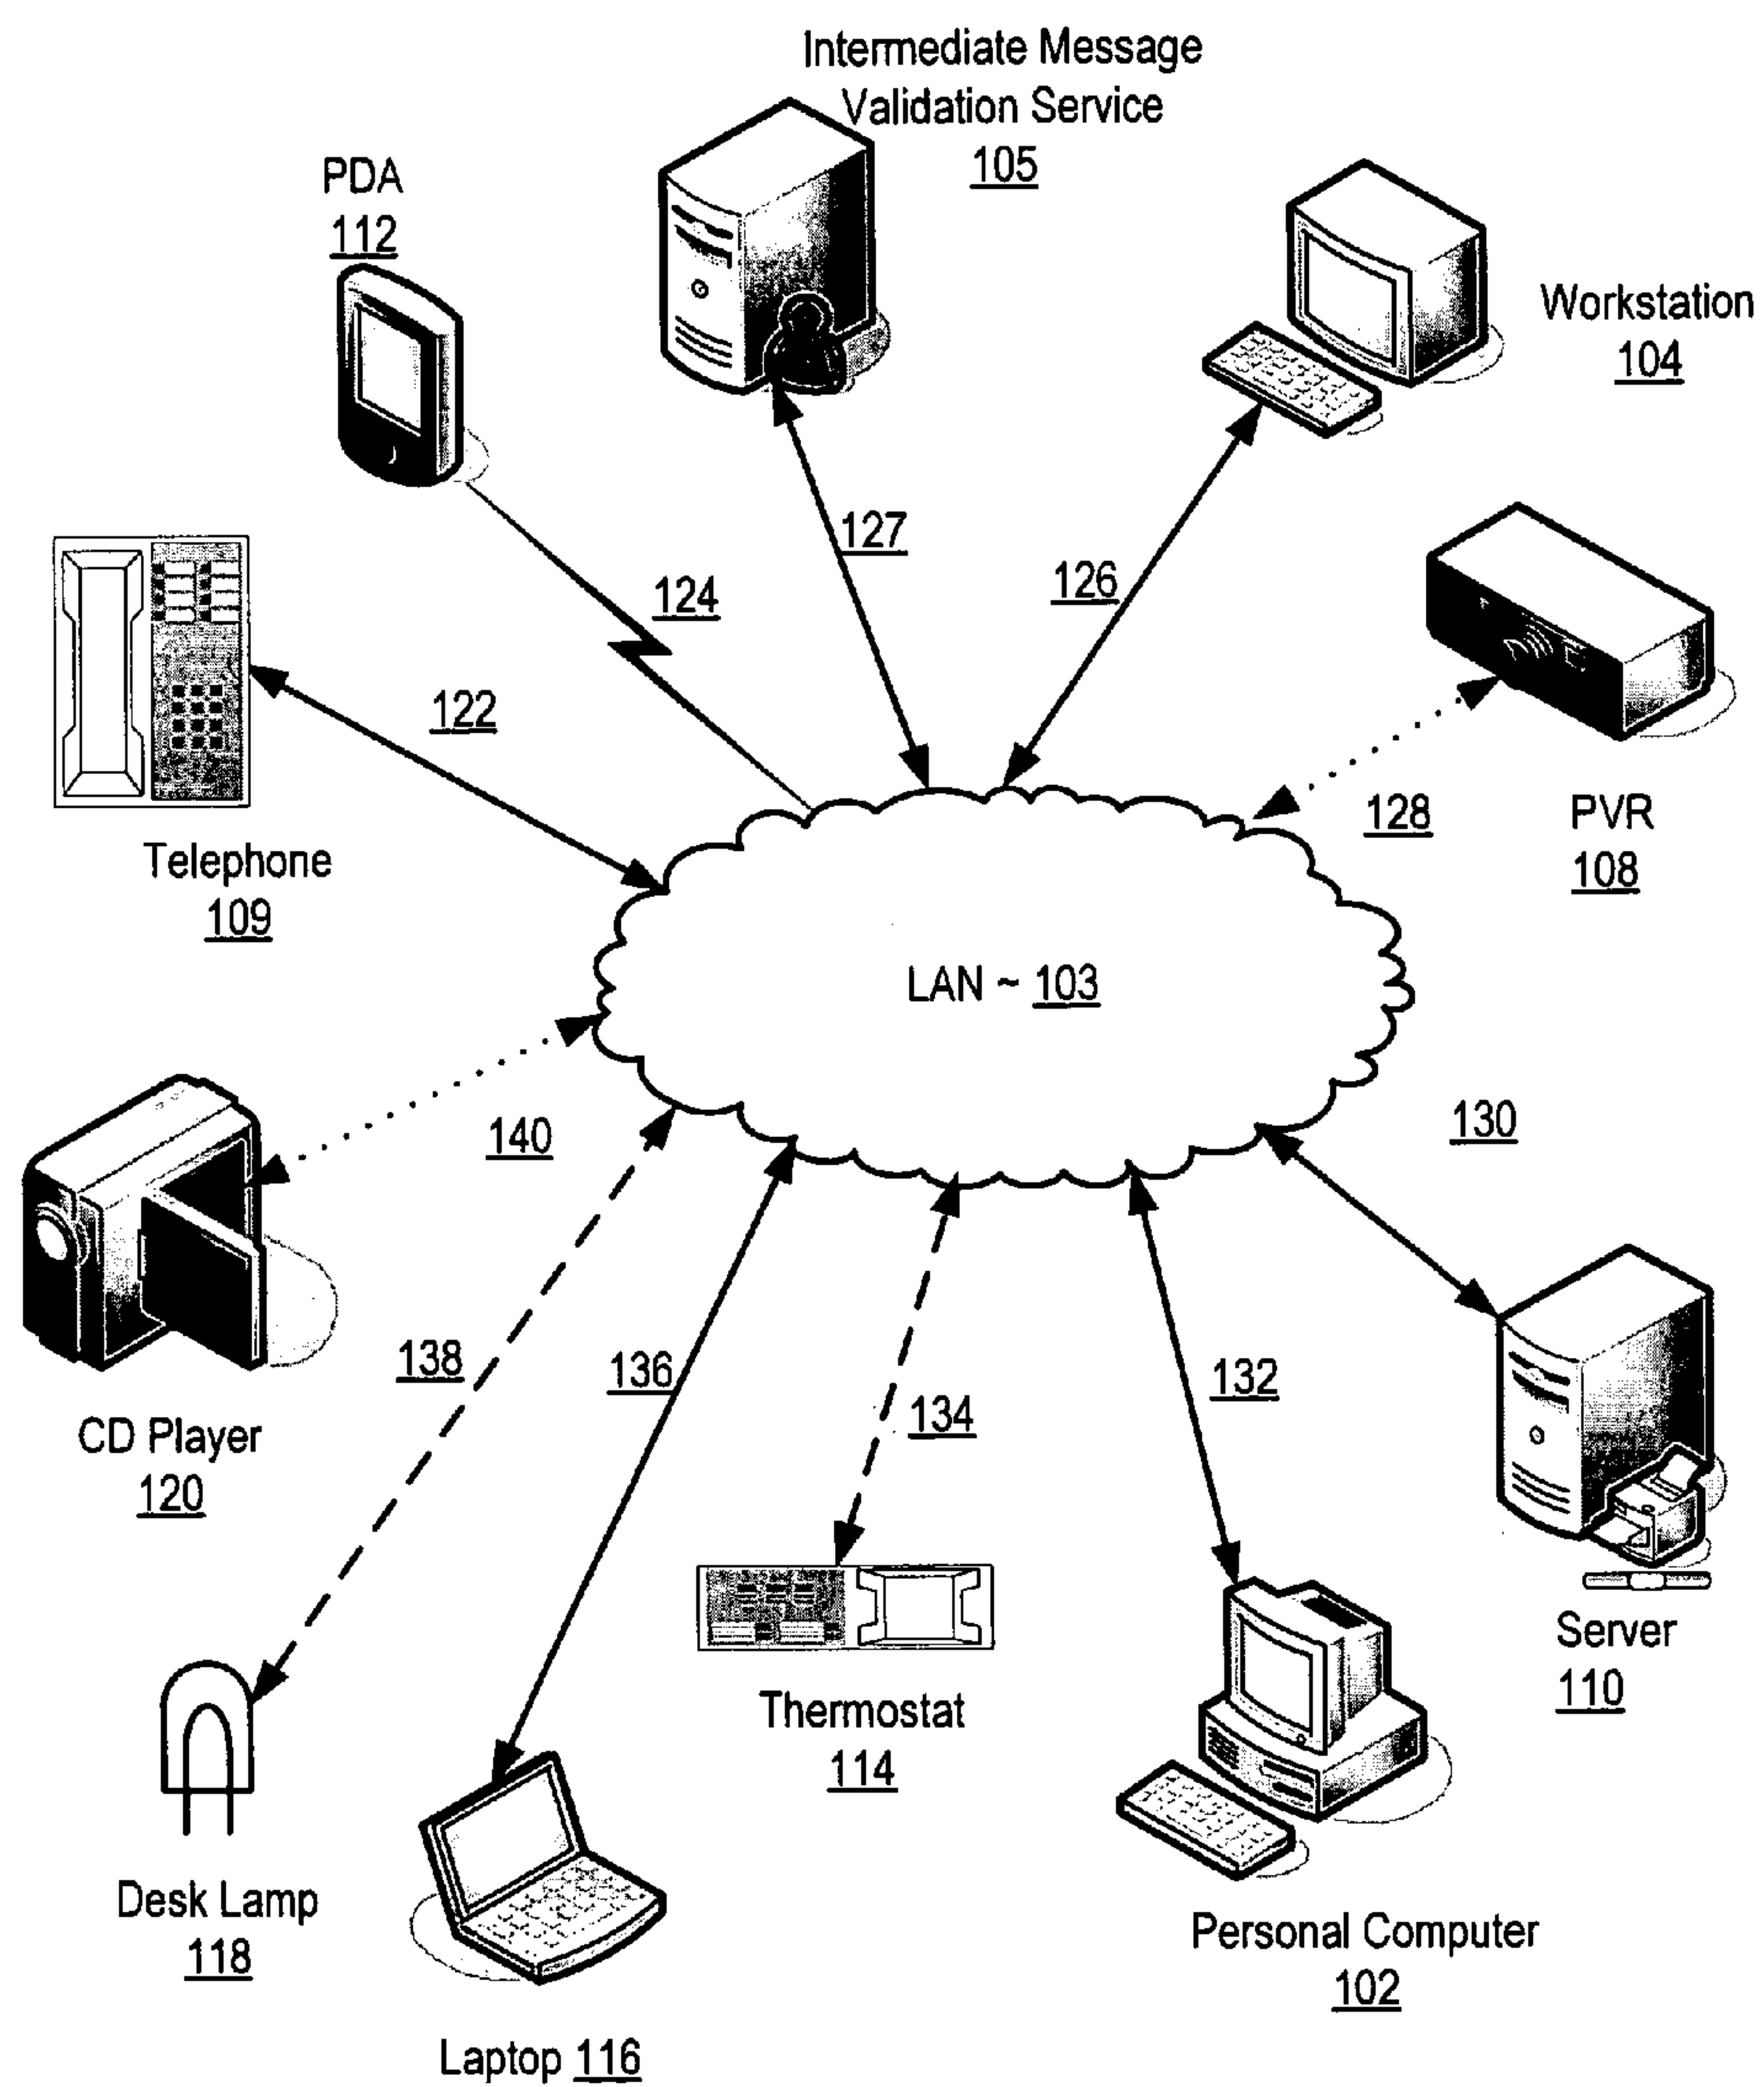 Intermediate Message
Validation Service
105
PDA
112
Workstation
104
127
126
124
122
128
PVR
108
Telephone
109
LAN ~ 103
130
140
138
136
134
132
CD Player
120
Server
110
Thermostat
114
Desk Lamp
118
Personal Computer
102
Laptop 116